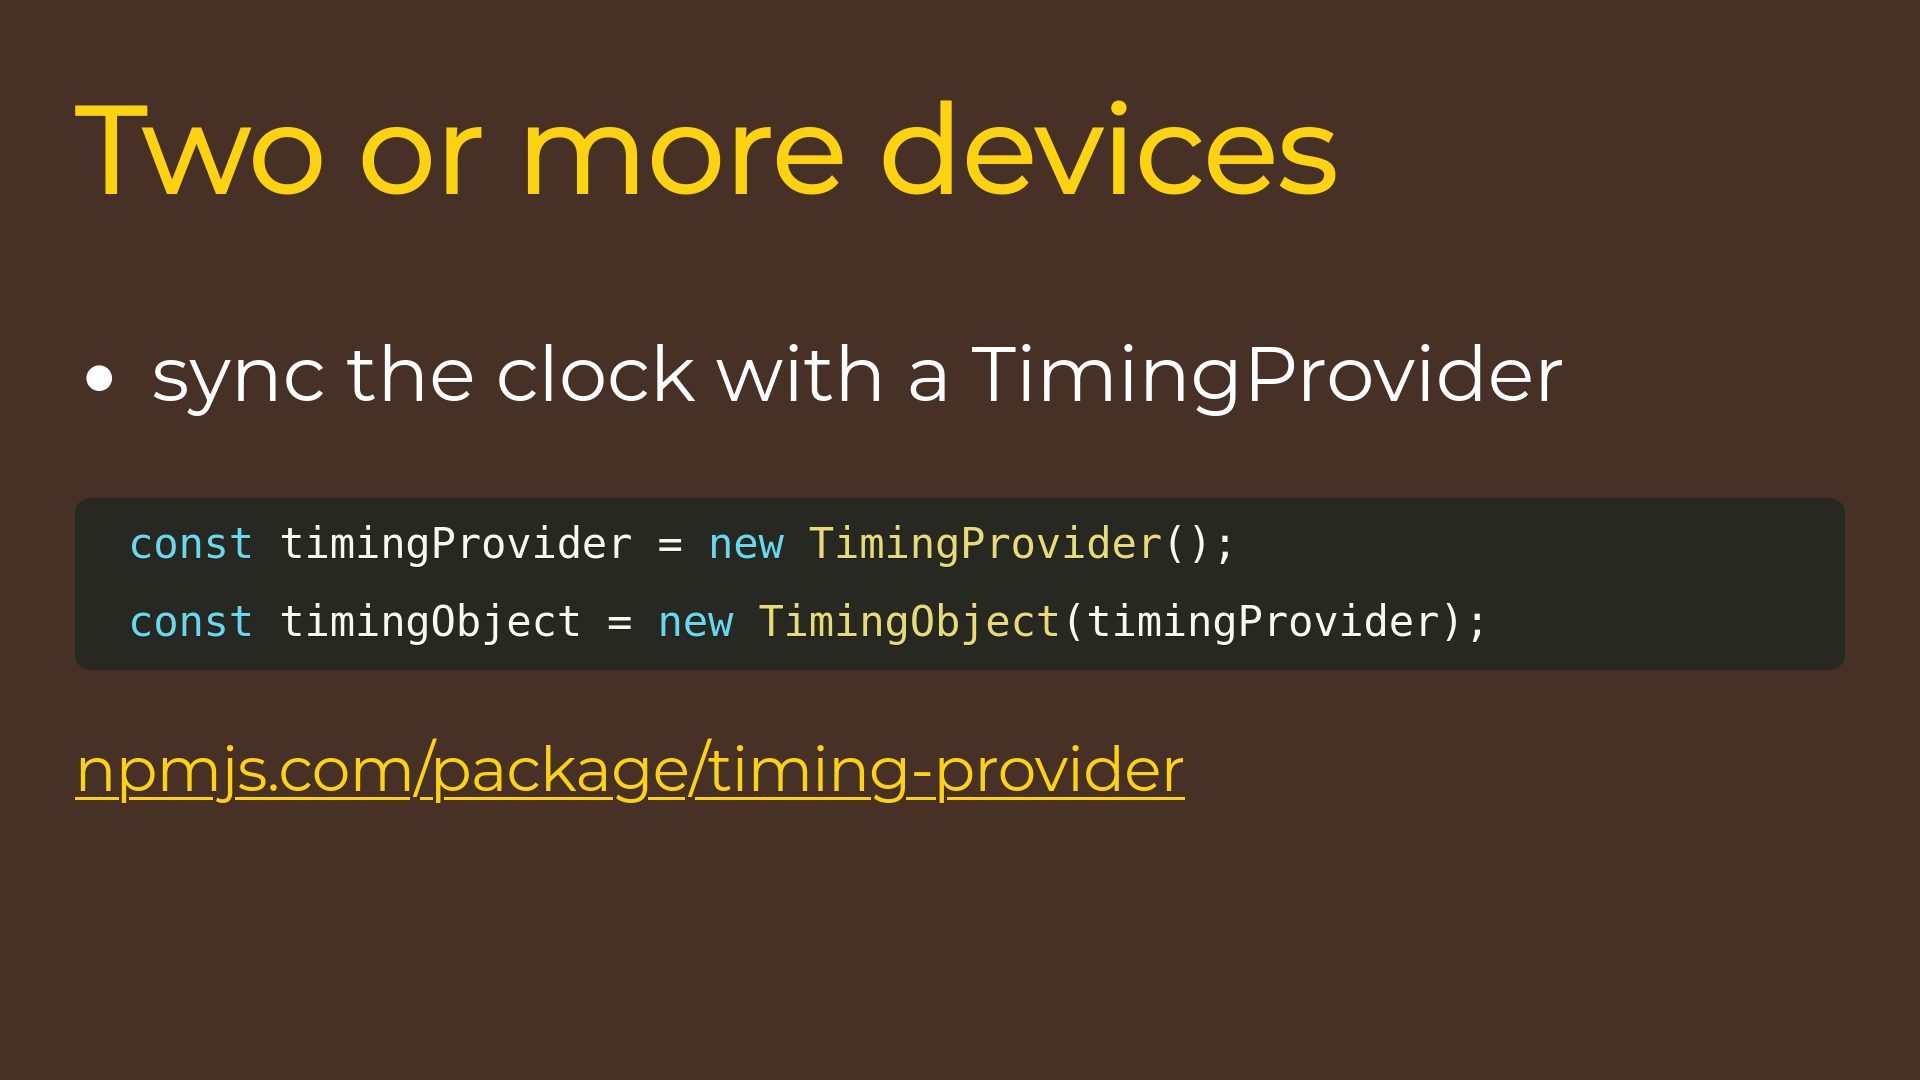 Two or more devices
• sync the clock with a TimingProvider
const timingProvider = new TimingProvider();
const timingObject = new TimingObject(timingProvider);
npmjs.com/package/timing-provider